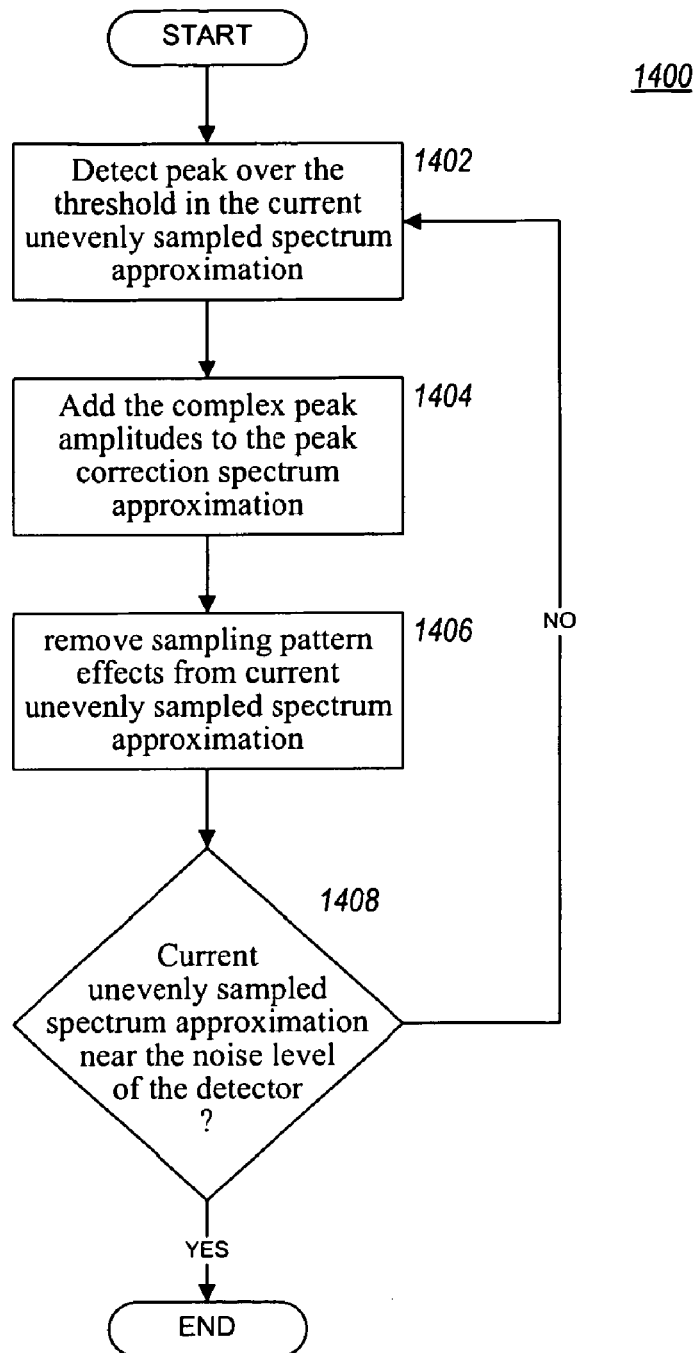 START
1400
1402
Detect peak over the
threshold in the current
unevenly sampled spectrum
approximation
1404
Add the complex peak
amplitudes to the peak
correction spectrum
approximation
1406
remove sampling pattern
effects from current
unevenly sampled spectrum
approximation
NO
1408
Current
unevenly sampled
spectrum approximation
near the noise level
of the detector
?
YES
END